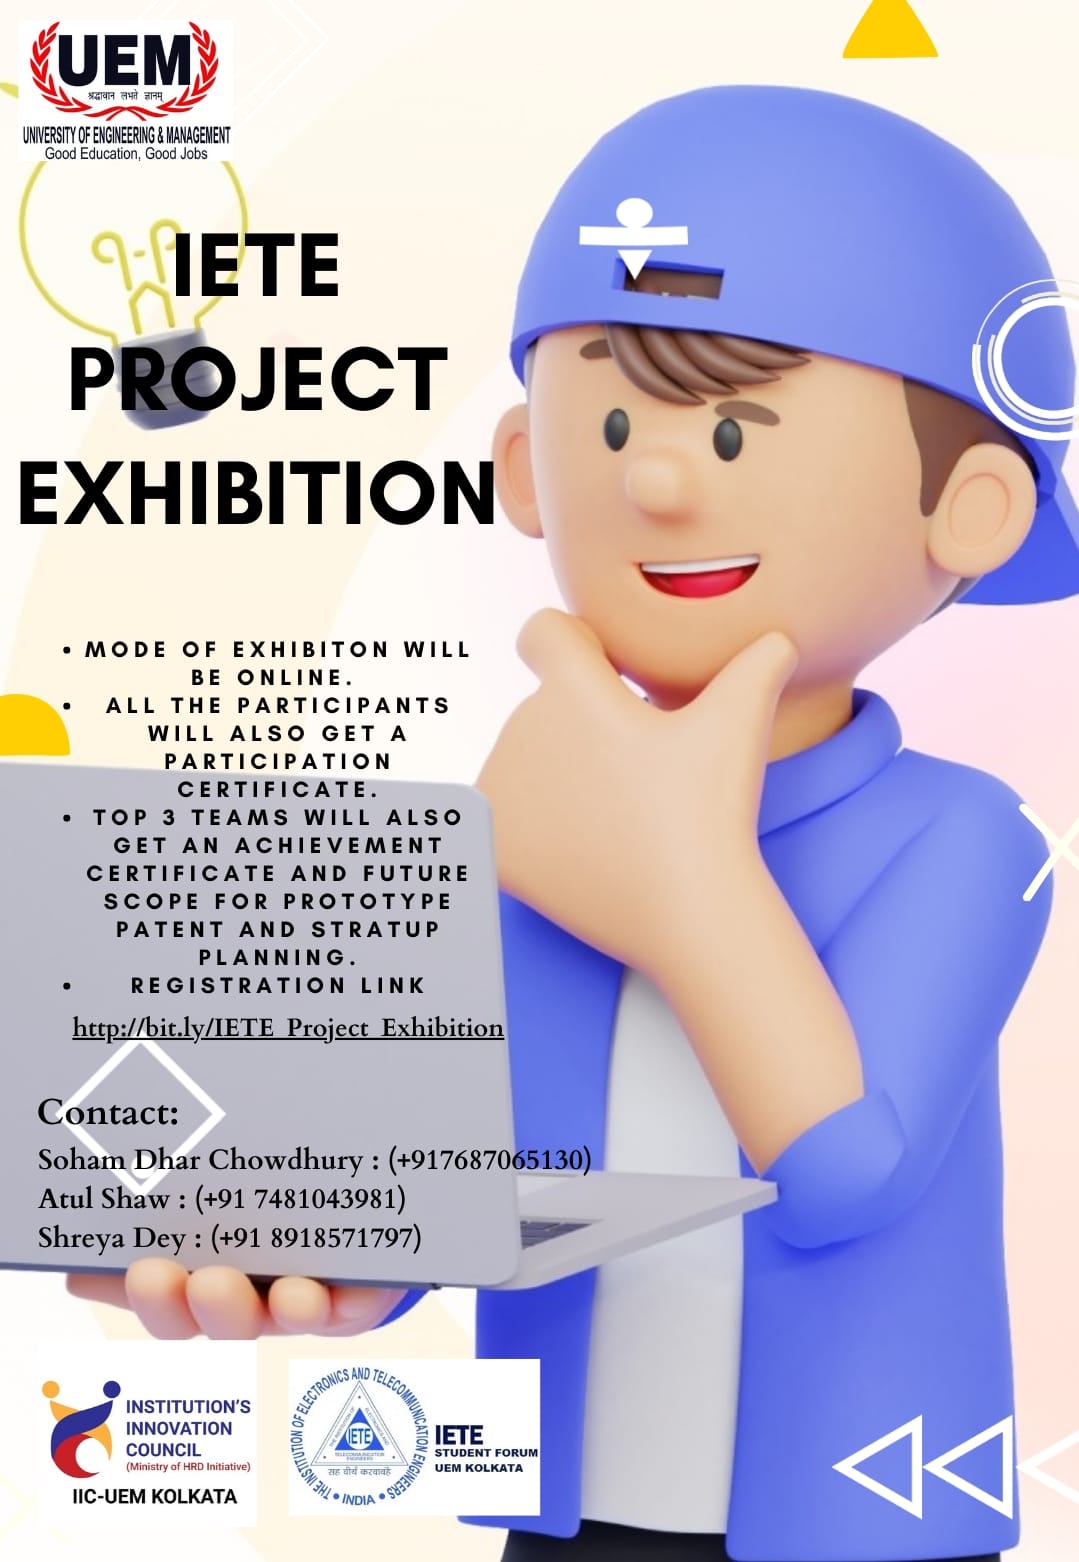 UEM
श्रद्धावान लभते ज्ञानम्
UNIVERSITY OF ENGINEERING & MANAGEMENT
Good Education, Good Jobs
IETE
PROJECT
EXHIBITION
• MODE OF EXHIBITON WILL
BE ONLINE.
• ALL THE PARTICIPANTS
WILL ALSO GET A
PARTICIPATION
CERTIFICATE.
• TOP 3 TEAMS WILL ALSO
GET AN ACHIEVEMENT
CERTIFICATE AND FUTURE
SCOPE FOR PROTOTYPE
PATENT AND STRATUP
PLANNING.
• REGISTRATION LINK
http://bit.ly/IETE_Project_Exhibition
Contact:
Soham Dhar Chowdhury : (+917687065130)
Atul Shaw : (+91 7481043981)
Shreya Dey : (+91 8918571797)
INSTITUTION'S
INNOVATION
COUNCIL
(Ministry of HRD Initiative)
IIC-UEM KOLKATA
THE INSTITUTION OF ELECTRONICS AND TELECOMMUNICATION ENGINEERS
• INDIA •
IETE
TELECOMMUNICATION
ENGINEERS
IETE
STUDENT FORUM
UEM KOLKATA